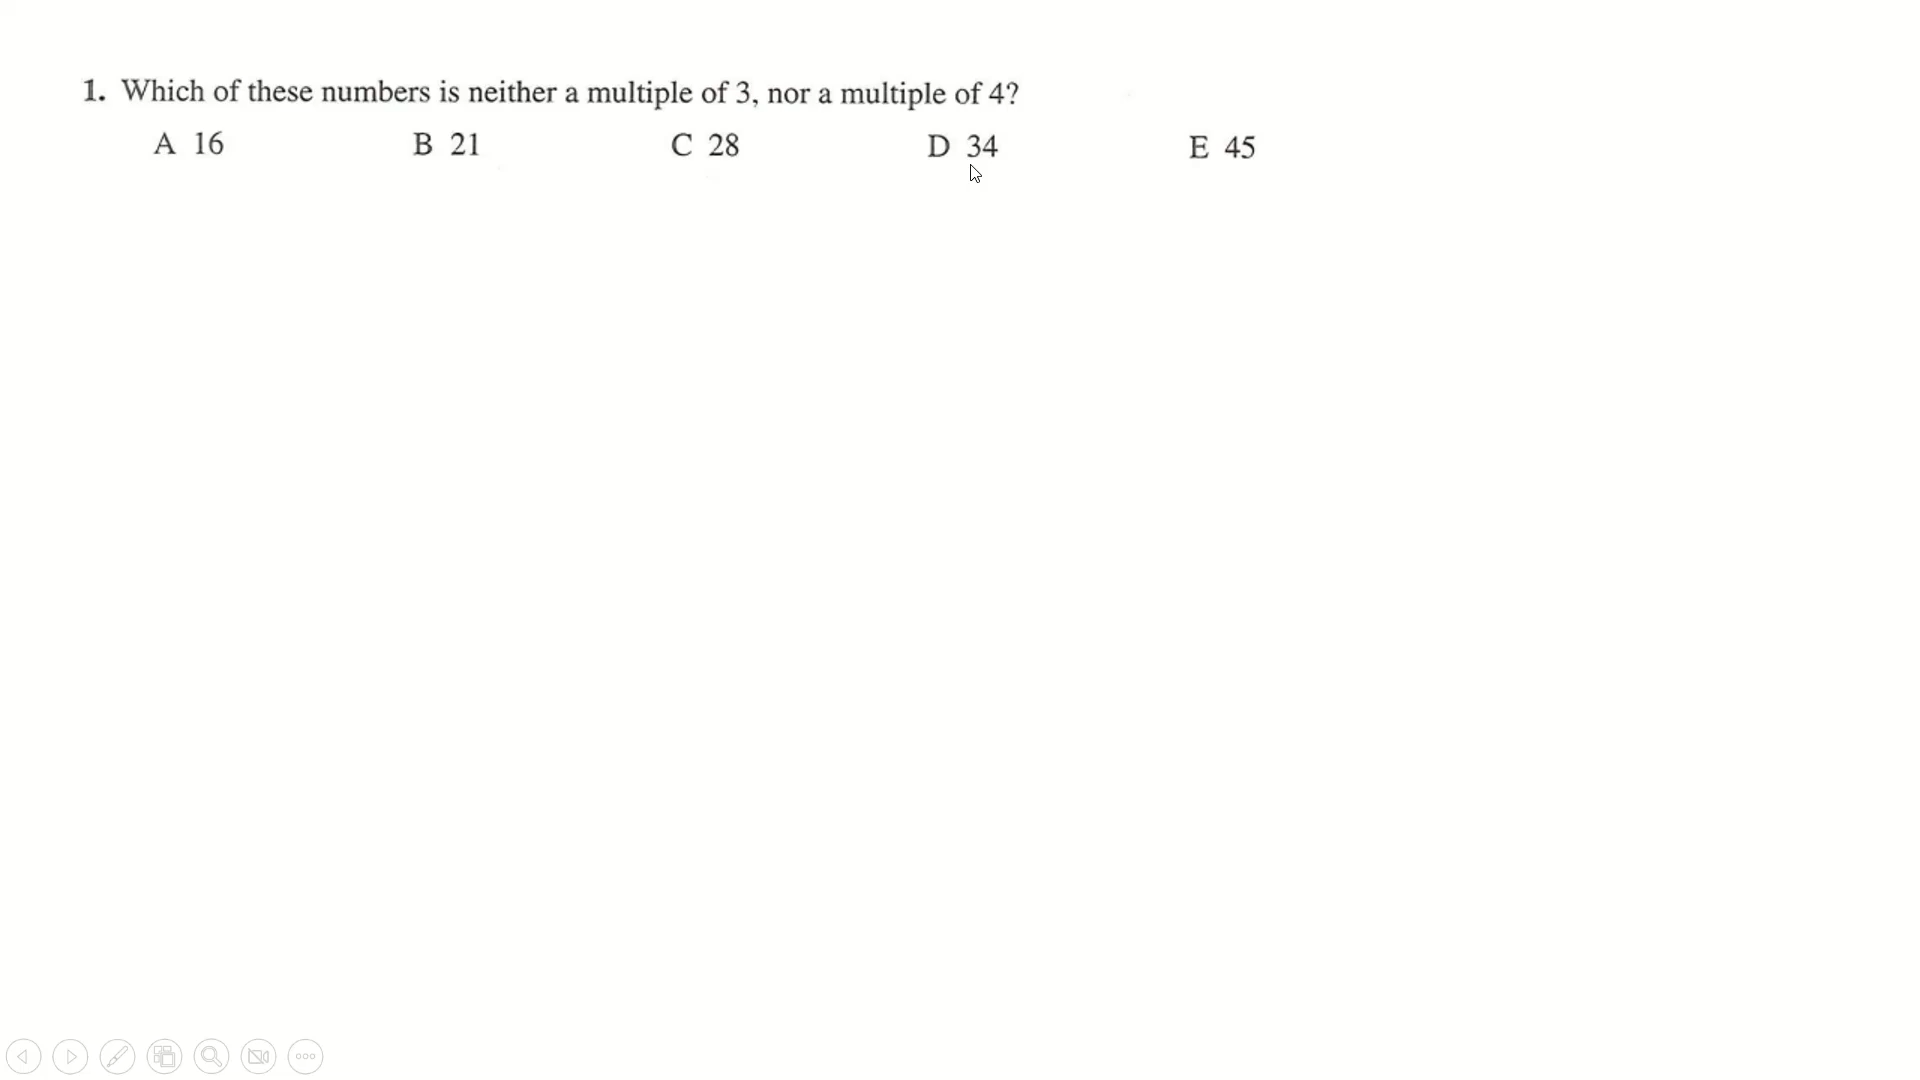 1. Which of these numbers is neither a multiple of 3, nor a multiple of 4?
A 16 B 21 C 28 D 34 E 45